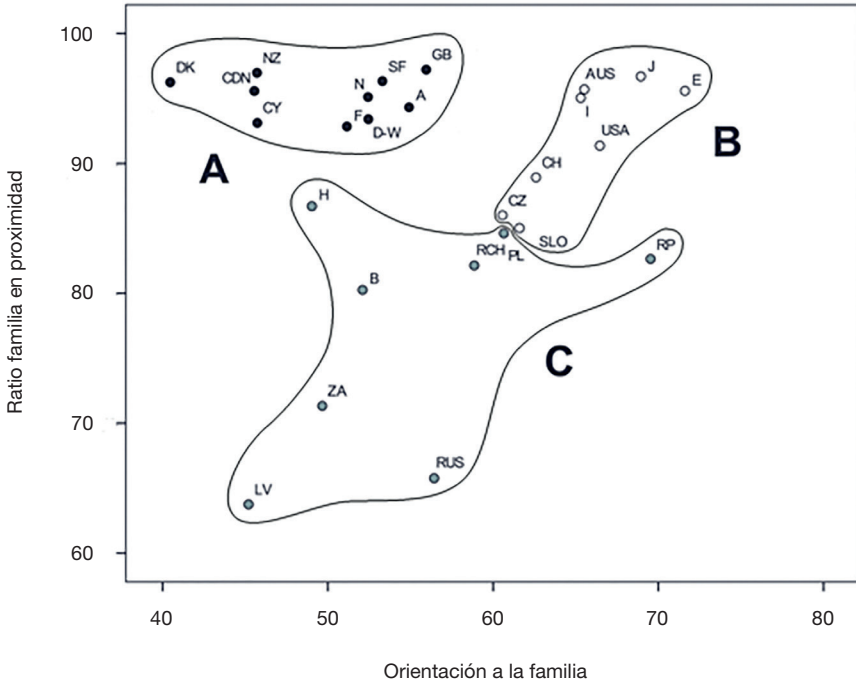 100
90
80
70
60
Ratio familia en proximidad
DK
CDN
NZ
CY
N
SF
GB
A
F
D-W
A
AUS
J
E
I
USA
CH
CZ
SLO
B
H
RCH
PL
RP
B
ZA
RUS
LV
C
40
50
60
70
80
Orientación a la familia